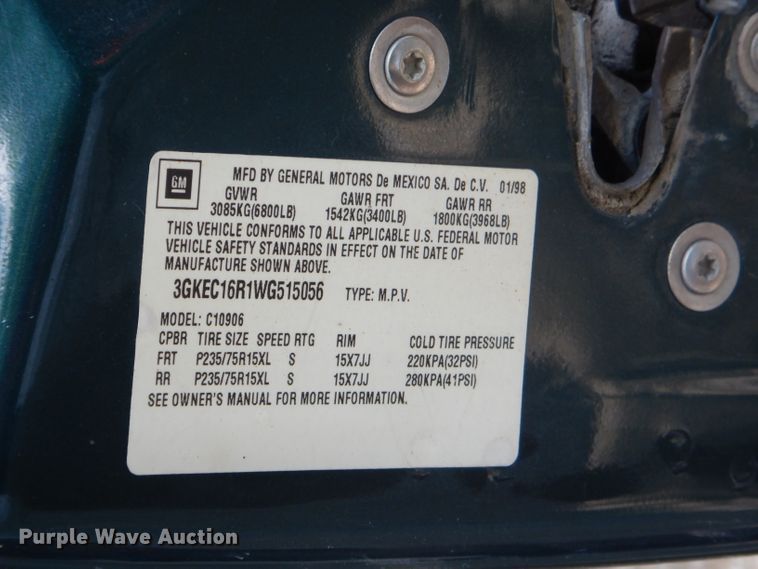 GM
MFD BY GENERAL MOTORS De MEXICO SA. De C.V. 01/98
GVWR GAWR FRT GAWR RR
3085KG(6800LB) 1542KG(3400LB) 1800KG(3968LB)
THIS VEHICLE CONFORMS TO ALL APPLICABLE U.S. FEDERAL MOTOR
VEHICLE SAFETY STANDARDS IN EFFECT ON THE DATE OF
MANUFACTURE SHOWN ABOVE.
3GKEC16R1WG515056 TYPE: M.P.V.
MODEL: C10906
CPBR TIRE SIZE SPEED RTG RIM COLD TIRE PRESSURE
FRT P235/75R15XL S 15X7JJ 220KPA(32PSI)
RR P235/75R15XL S 15X7JJ 280KPA(41PSI)
SEE OWNER'S MANUAL FOR MORE INFORMATION.
Purple Wave Auction